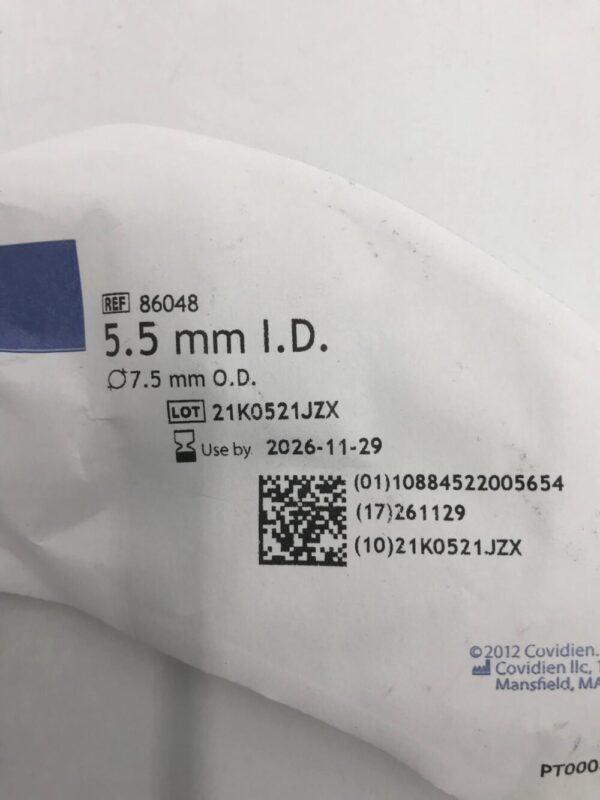 REF 86048
5.5 mm I.D.
7.5 mm O.D.
LOT 21K0521JZX
Use by 2026-11-29
(01)10884522005654
(17)261129
(10)21K0521JZX
©2012 Covidien.
Covidien llc,
Mansfield, MA
PT000